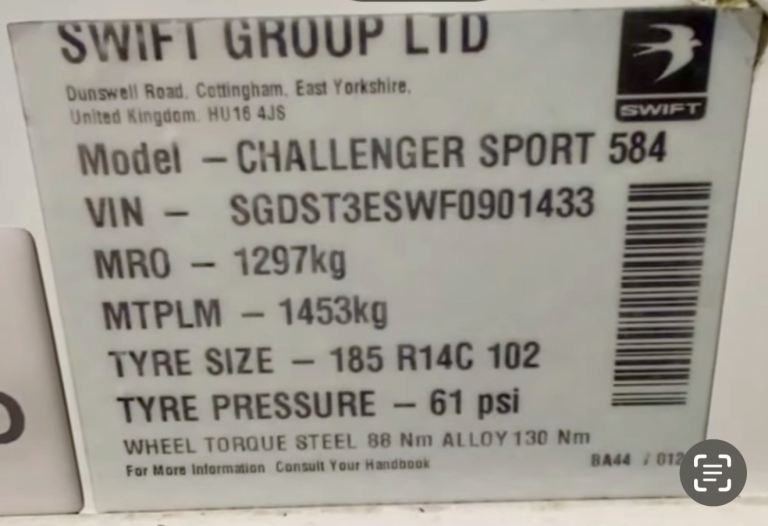 SWIFT GROUP LTD
Dunswell Road, Cottingham, East Yorkshire,
United Kingdom. HU16 4JS
SWIFT
Model – CHALLENGER SPORT 584
VIN – SGDST3ESWF0901433
MRO – 1297kg
MTPLM – 1453kg
TYRE SIZE – 185 R14C 102
TYRE PRESSURE – 61 psi
WHEEL TORQUE STEEL 88 Nm ALLOY 130 Nm
For More Information Consult Your Handbook
8A44 / 012